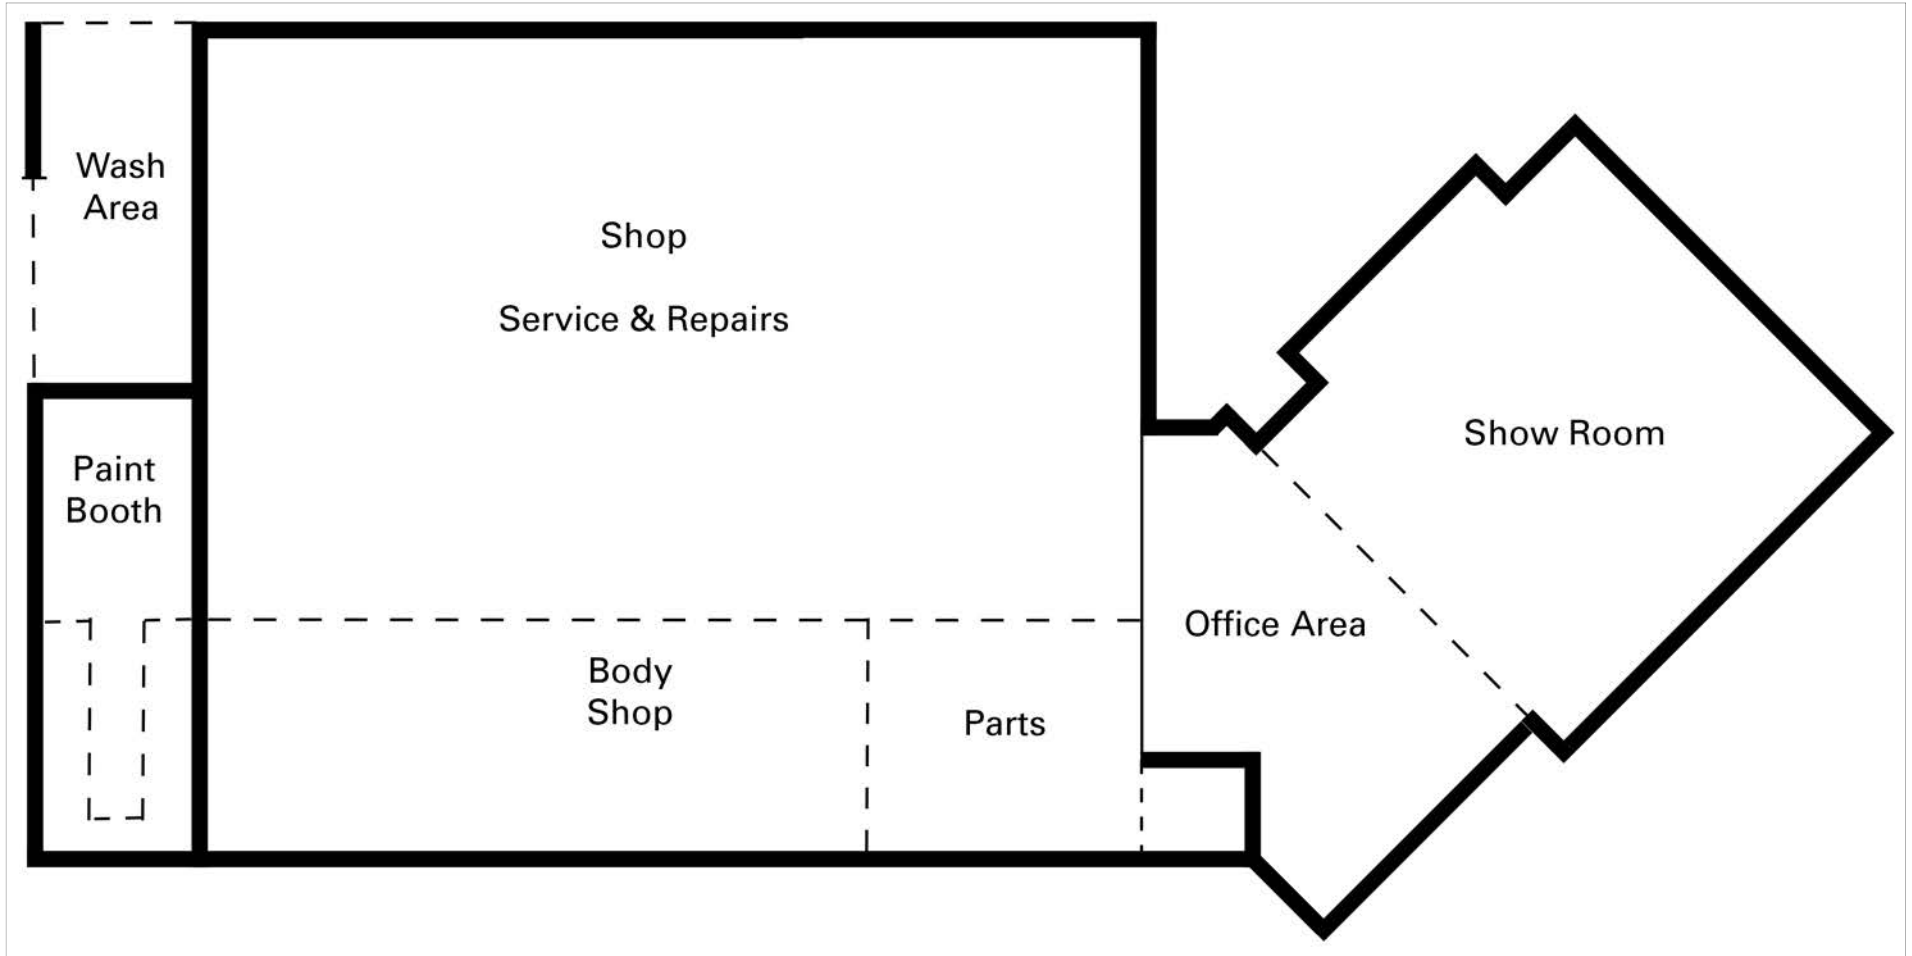 Wash
Area
Shop
Service & Repairs
Show Room
Paint
Booth
Office Area
Body
Shop
Parts